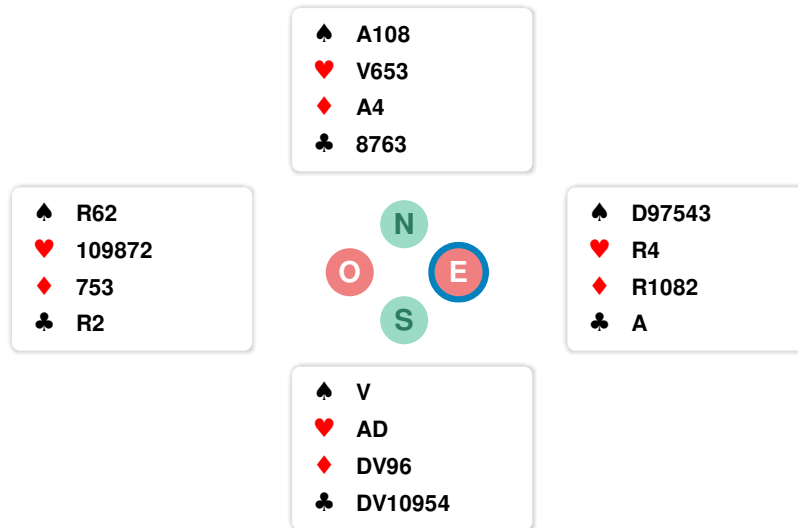 ♠ A108
♥ V653
♦ A4
♣ 8763
♠ R62
♥ 109872
♦ 753
♣ R2
N
O
E
S
♠ D97543
♥ R4
♦ R1082
♣ A
♠ V
♥ AD
♦ DV96
♣ DV10954